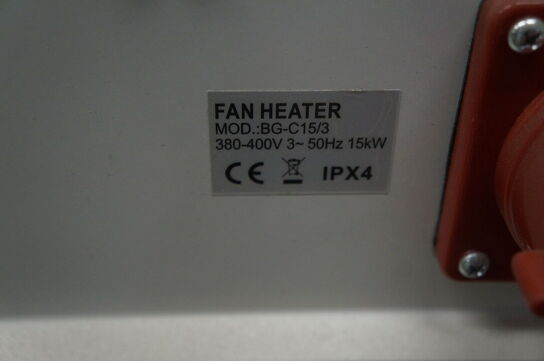 FAN HEATER
MOD.:BG-C15/3
380-400V 3~ 50Hz 15kW
CE IPX4